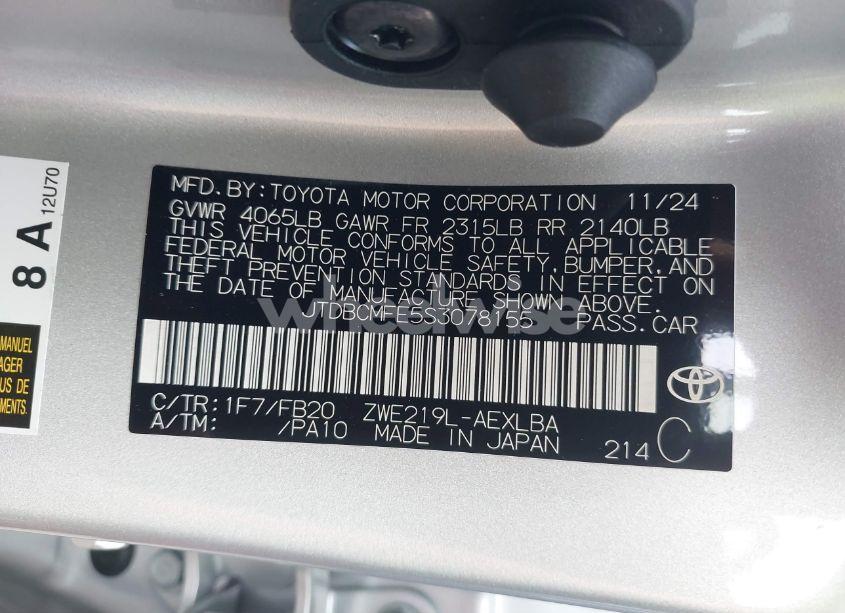 MFD. BY: TOYOTA MOTOR CORPORATION 11/24
GVWR 4065LB GAWR FR 2315LB RR 2140LB
THIS VEHICLE CONFORMS TO ALL APPLICABLE
FEDERAL MOTOR VEHICLE SAFETY, BUMPER, AND
THEFT PREVENTION STANDARDS IN EFFECT ON
THE DATE OF MANUFACTURE SHOWN ABOVE.
JTDBCMFE5S3078155 PASS. CAR
C/TR: 1F7/FB20 ZWE219L-AEXLBA
A/TM: /PA10 MADE IN JAPAN 214 C
8 A 12U70
MANUEL
AGER
US DE
MENTS.
wheelwise